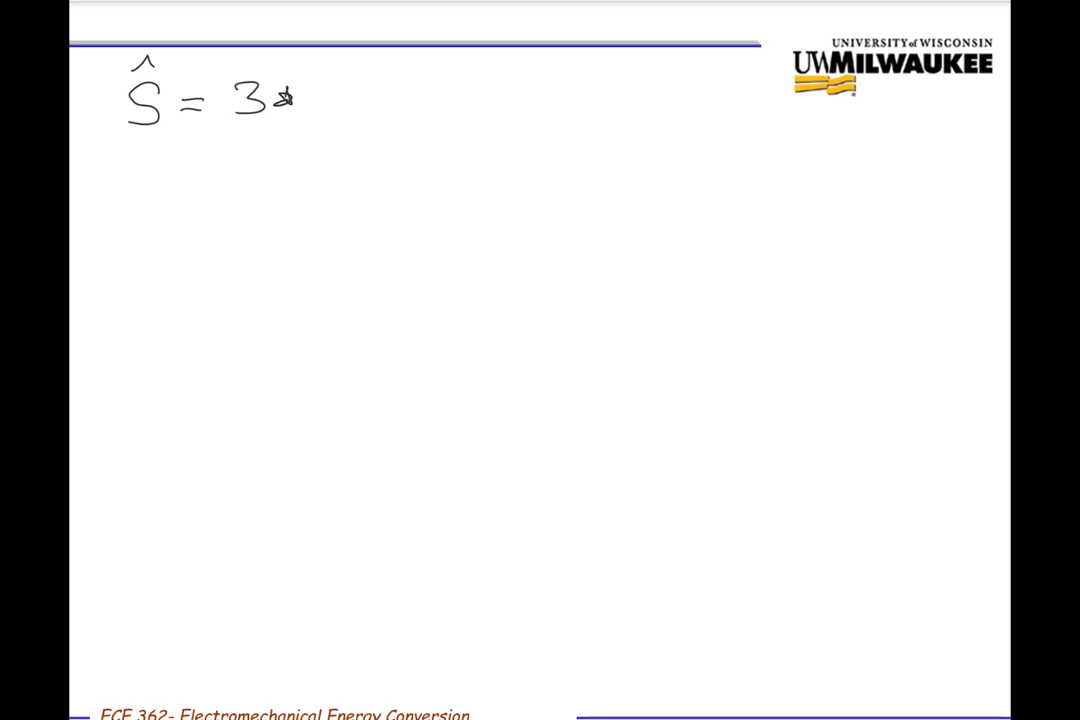 UNIVERSITY of WISCONSIN
UWMILWAUKEE
Ŝ = 3*
ECE 362- Electromechanical Energy Conversion